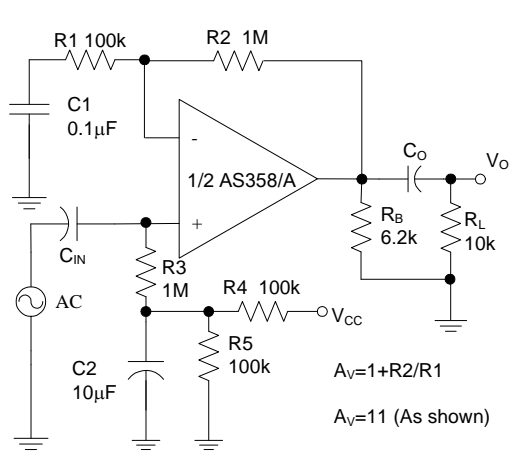 R1 100k
R2 1M
C1
0.1μF
-
1/2 AS358/A
+
CO
VO
RB
6.2k
RL
10k
CIN
R3
1M
AC
R4 100k
VCC
C2
10μF
R5
100k
AV=1+R2/R1
AV=11 (As shown)